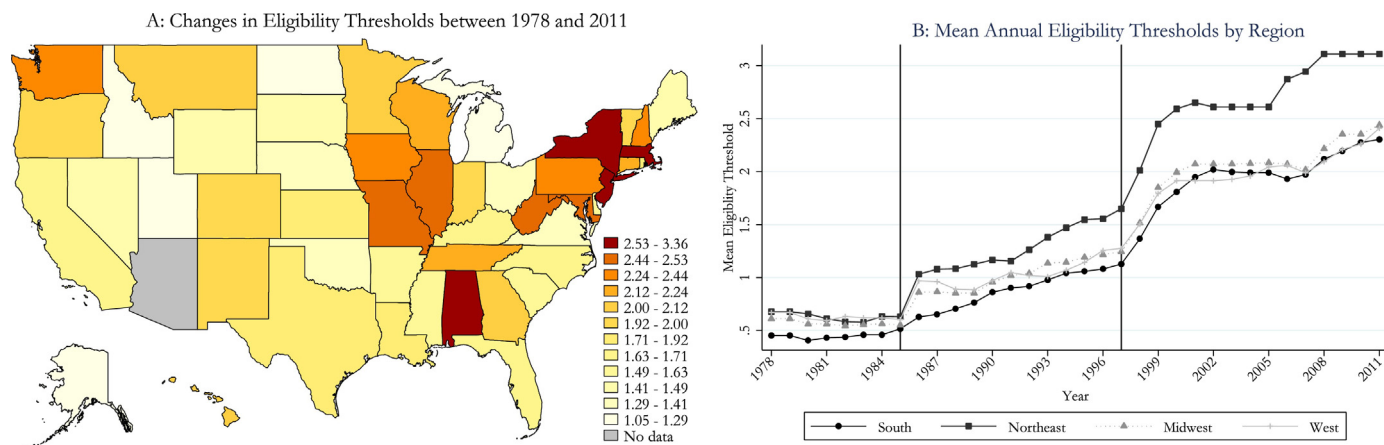 A: Changes in Eligibility Thresholds between 1978 and 2011
2.53 - 3.36
2.44 - 2.53
2.24 - 2.44
2.12 - 2.24
2.00 - 2.12
1.92 - 2.00
1.71 - 1.92
1.63 - 1.71
1.49 - 1.63
1.41 - 1.49
1.29 - 1.41
1.05 - 1.29
No data
B: Mean Annual Eligibility Thresholds by Region
Mean Eligiblity Threshold
3
2.5
2
1.5
1
.5
1978
1981
1984
1987
1990
1993
1996
1999
2002
2005
2008
2011
Year
South
Northeast
Midwest
West